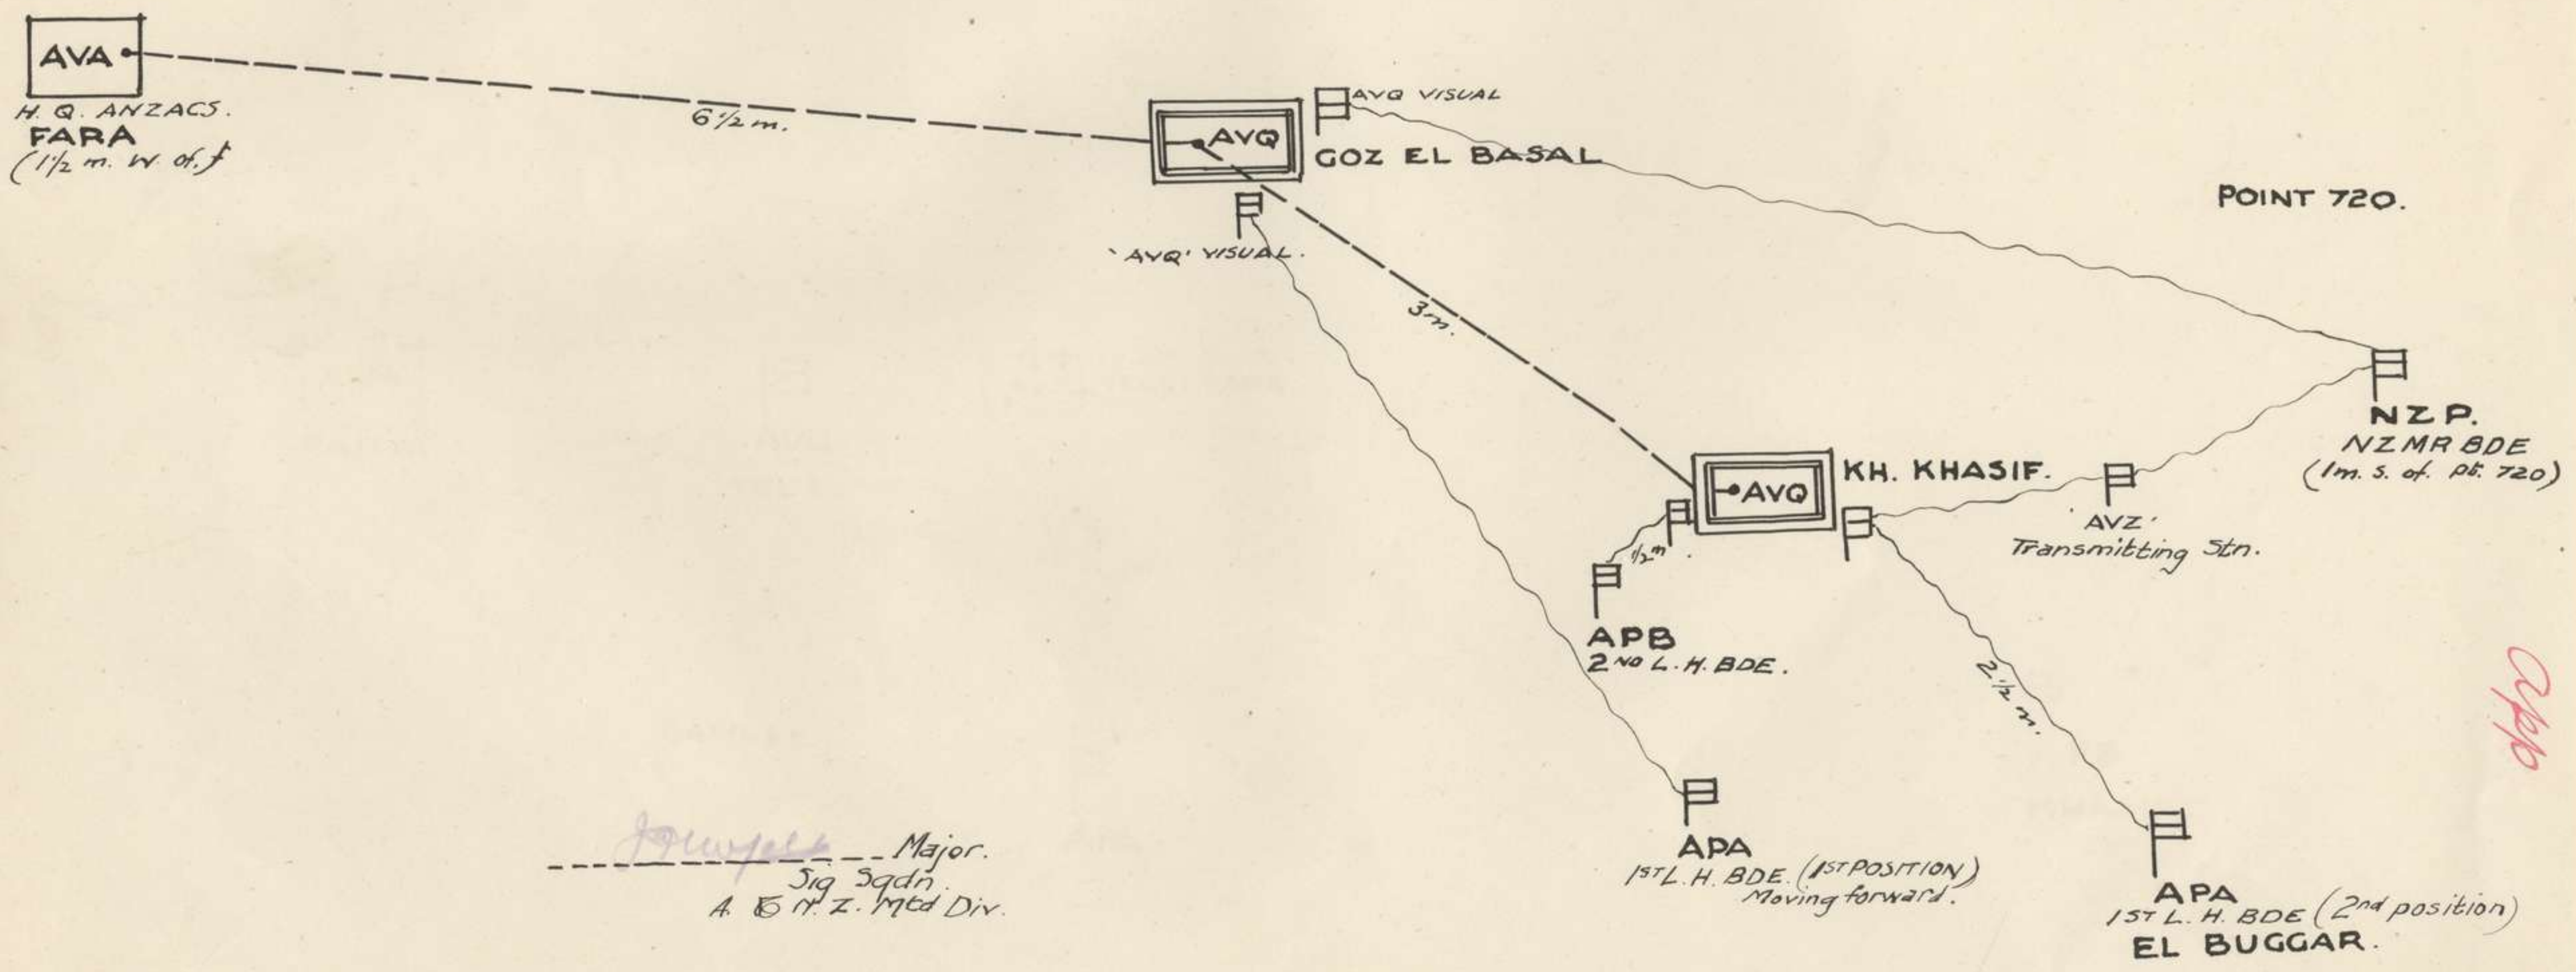 AVA
H. Q. ANZACS.
FARA
(1½ m. W. of.)
6½ m.
AVQ
AVQ VISUAL
GOZ EL BASAL
'AVQ' VISUAL.
POINT 720.
3m.
NZP.
NZMR BDE
(1m. S. of. pt. 720)
AVQ
KH. KHASIF.
'AVZ'
Transmitting Stn.
½m.
APB
2ND L. H. BDE.
2½ m.
App
APA
1ST L. H. BDE. (1ST POSITION)
Moving forward.
APA
1ST L. H. BDE (2nd position)
EL BUGGAR.
Major.
Sig Sqdn.
A. & N. Z. Mtd Div.